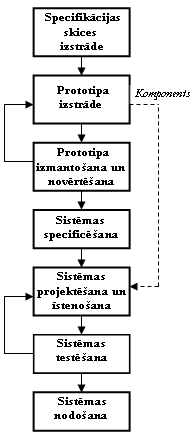 Specifikācijas
skices
izstrāde
Prototipa
izstrāde
Komponents
Prototipa
izmantošana un
novērtēšana
Sistēmas
specificēšana
Sistēmas
projektēšana un
īstenošana
Sistēmas
testēšana
Sistēmas
nodošana